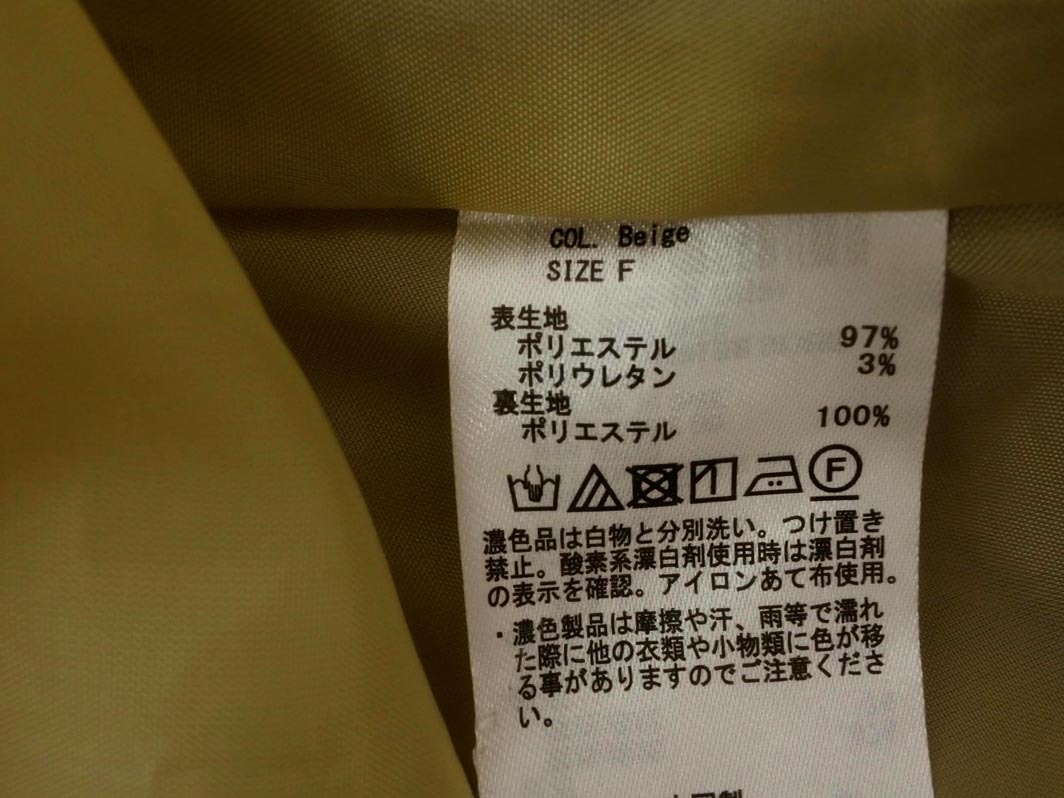 COL. Beige
SIZE F
表生地
ポリエステル 97%
ポリウレタン 3%
裏生地
ポリエステル 100%
F
濃色品は白物と分別洗い。つけ置き
禁止。酸素系漂白剤使用時は漂白剤
の表示を確認。アイロンあて布使用。
・濃色製品は摩擦や汗、雨等で濡れ
た際に他の衣類や小物類に色が移
る事がありますのでご注意くださ
い。